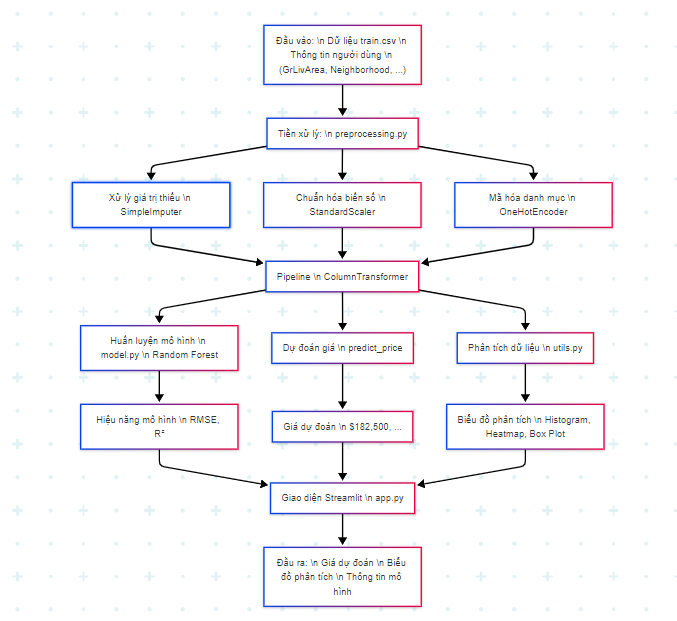 Đầu vào: \n Dữ liệu train.csv \n
Thông tin người dùng \n
(GrLivArea, Neighborhood, ...)
Tiền xử lý: \n preprocessing.py
Xử lý giá trị thiếu \n
SimpleImputer
Chuẩn hóa biến số \n
StandardScaler
Mã hóa danh mục \n
OneHotEncoder
Pipeline \n ColumnTransformer
Huấn luyện mô hình \n
model.py \n Random Forest
Dự đoán giá \n predict_price
Phân tích dữ liệu \n utils.py
Hiệu năng mô hình \n RMSE,
R²
Giá dự đoán \n $182,500, ...
Biểu đồ phân tích \n Histogram,
Heatmap, Box Plot
Giao diện Streamlit \n app.py
Đầu ra: \n Giá dự đoán \n Biểu
đồ phân tích \n Thông tin mô
hình